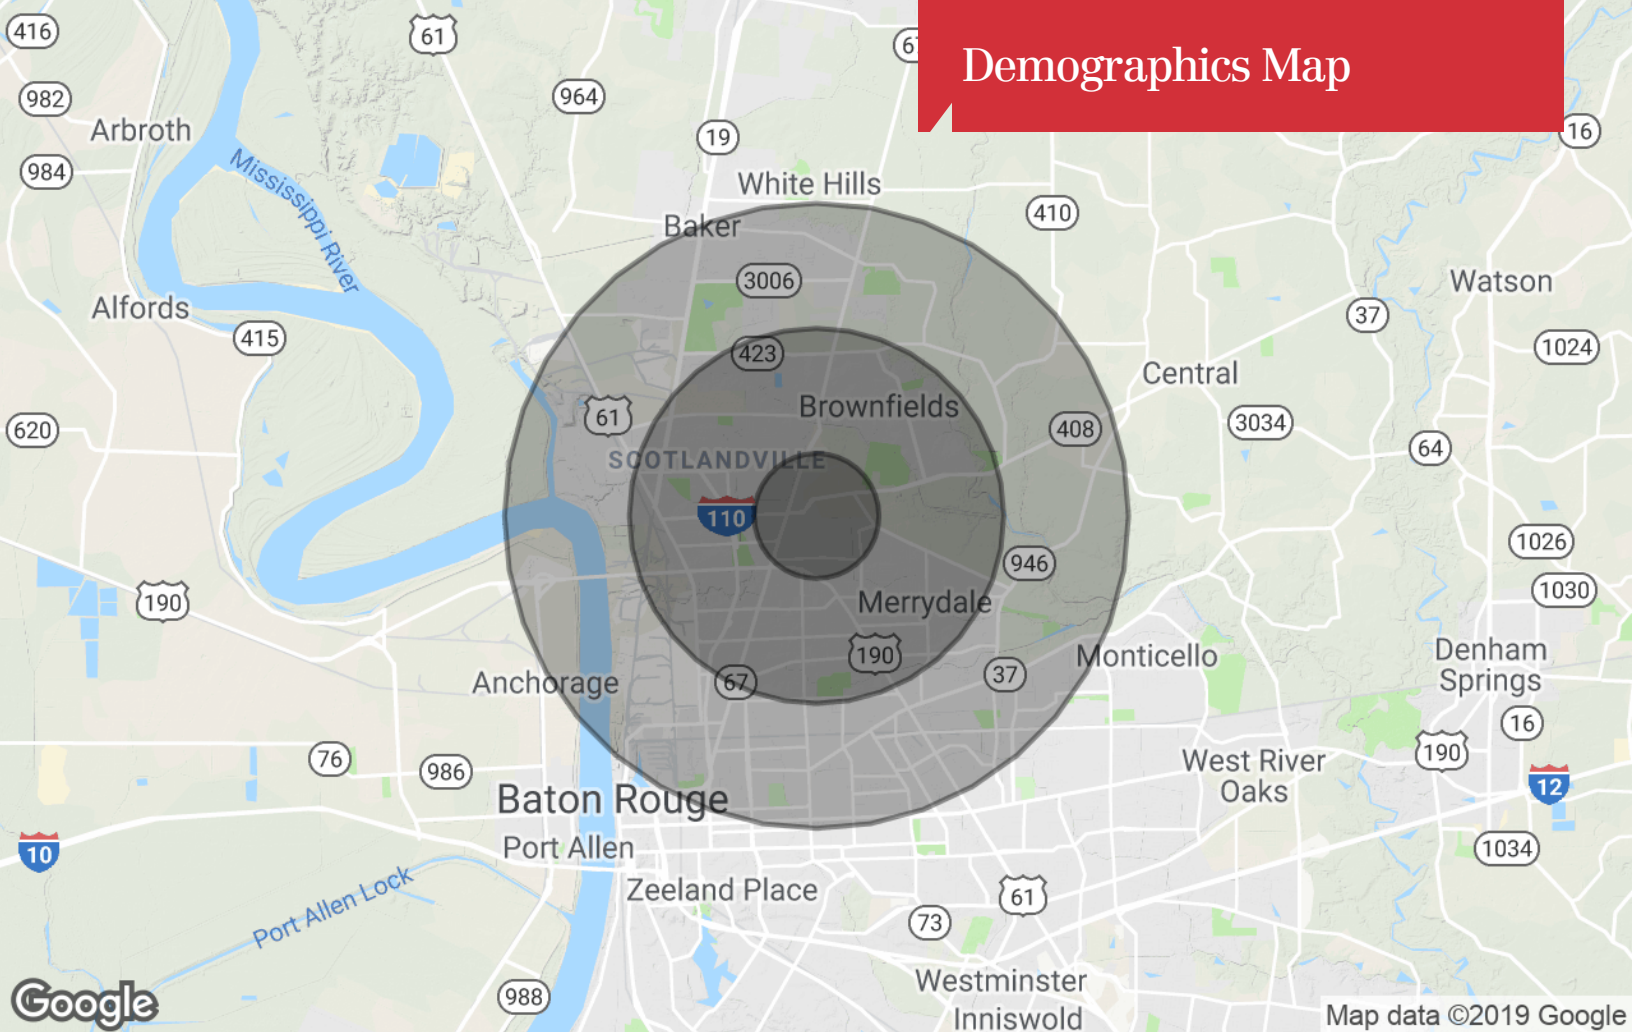 Demographics Map
416
61
964
982
Arbroth
19
16
984
Mississippi River
White Hills
410
Baker
3006
Watson
Alfords
37
415
423
1024
Central
Brownfields
61
3034
408
620
64
SCOTLANDVILLE
110
1026
946
190
1030
Merrydale
190
Monticello
Denham
Springs
Anchorage
67
37
16
76
986
190
West River
Oaks
12
Baton Rouge
10
Port Allen
1034
Zeeland Place
61
Port Allen Lock
73
Westminster
988
Inniswold
Google
Map data ©2019 Google